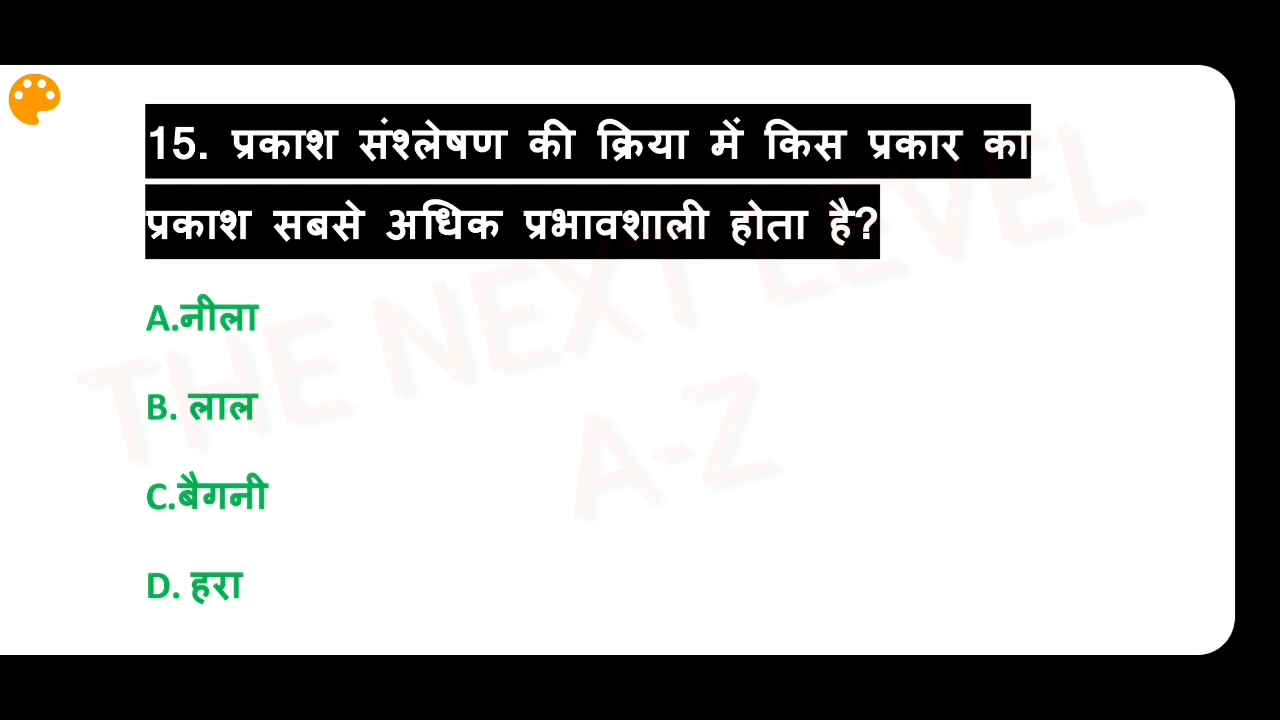 15. प्रकाश संश्लेषण की क्रिया में किस प्रकार का
प्रकाश सबसे अधिक प्रभावशाली होता है?
A.नीला
B. लाल
C.बैगनी
D. हरा
THE NEXT LEVEL
A-Z